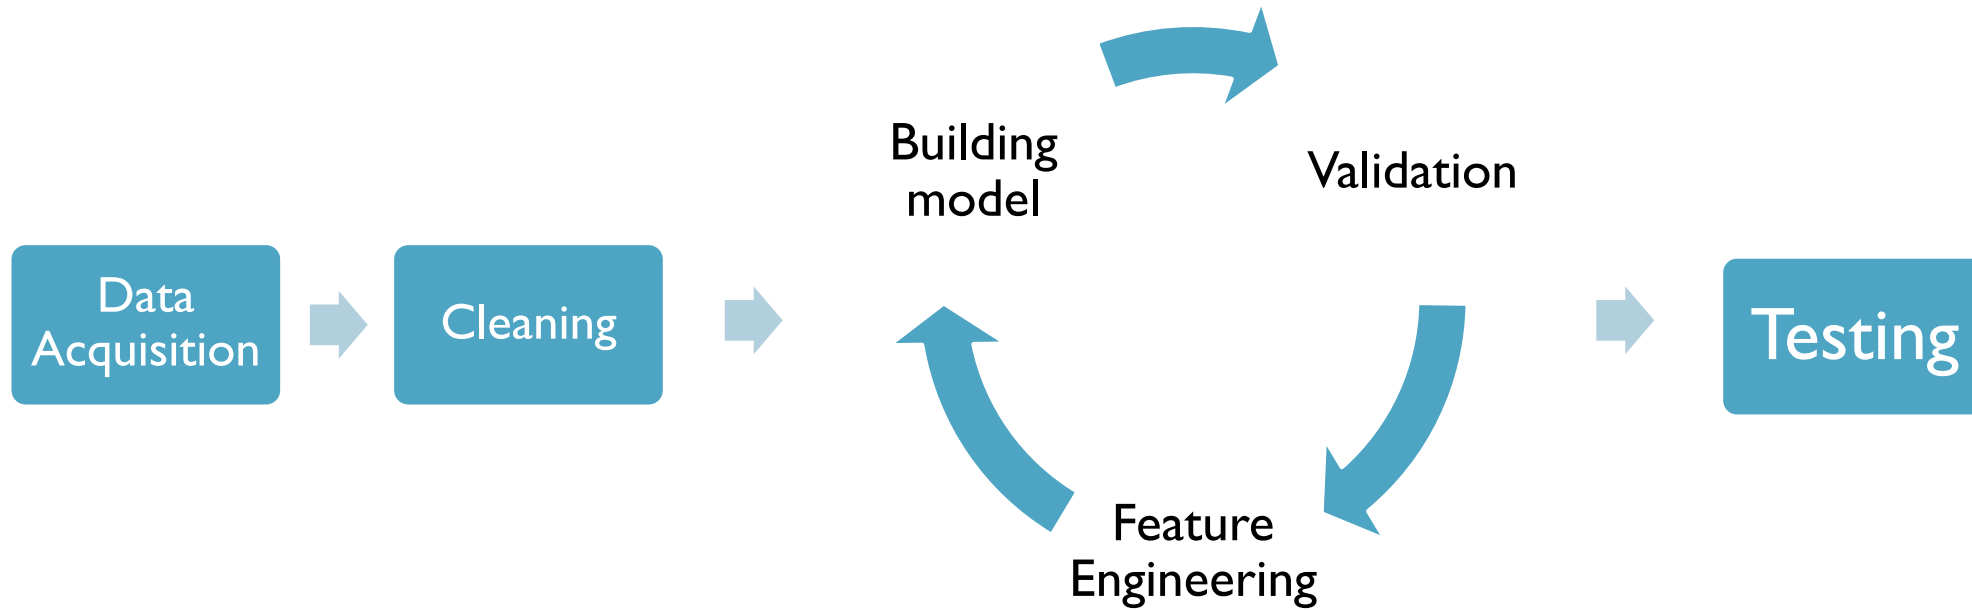 Data
Acquisition
Cleaning
Building
model
Validation
Feature
Engineering
Testing